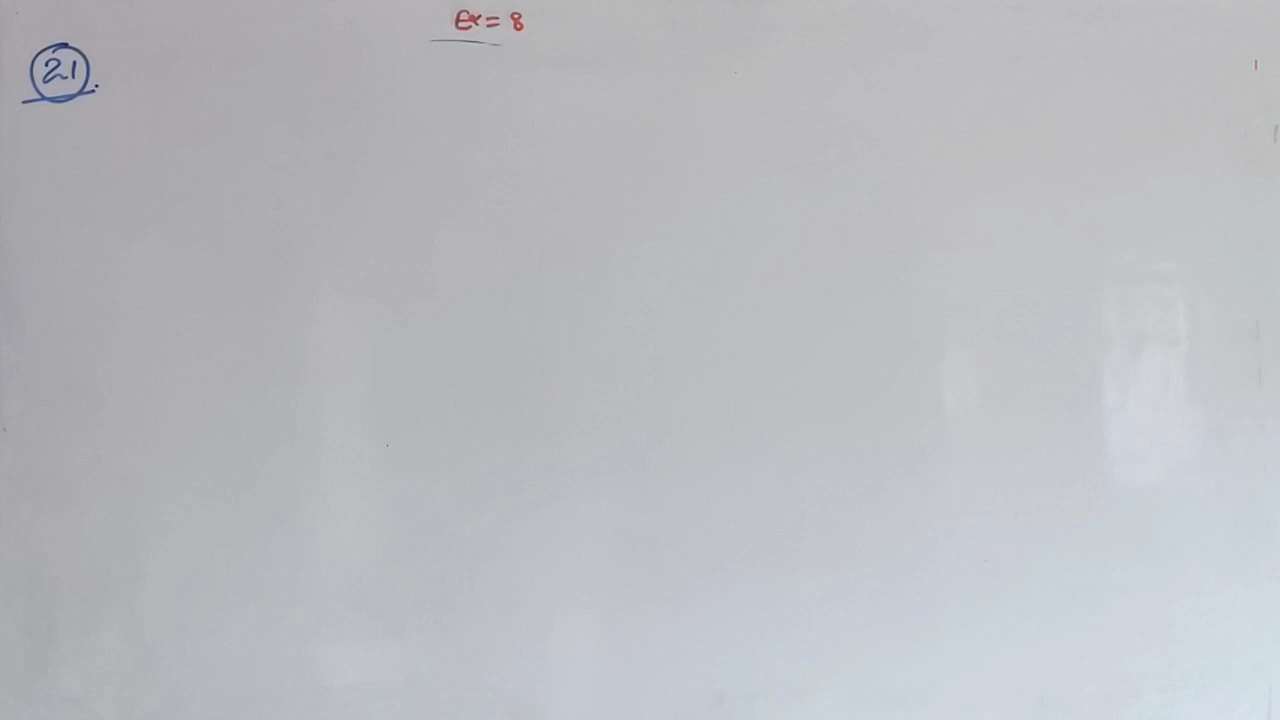 Ex = 8
21.